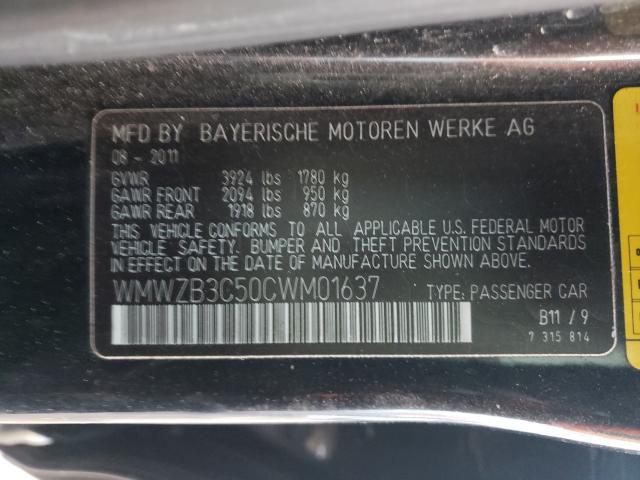 MFD BY BAYERISCHE MOTOREN WERKE AG
08 - 2011
GVWR 3924 lbs 1780 kg
GAWR FRONT 2094 lbs 950 kg
GAWR REAR 1918 lbs 870 kg
THIS VEHICLE CONFORMS TO ALL APPLICABLE U.S. FEDERAL MOTOR
VEHICLE SAFETY, BUMPER AND THEFT PREVENTION STANDARDS
IN EFFECT ON THE DATE OF MANUFACTURE SHOWN ABOVE.
WMWZB3C50CWM01637 TYPE: PASSENGER CAR
B11 / 9
7 315 814